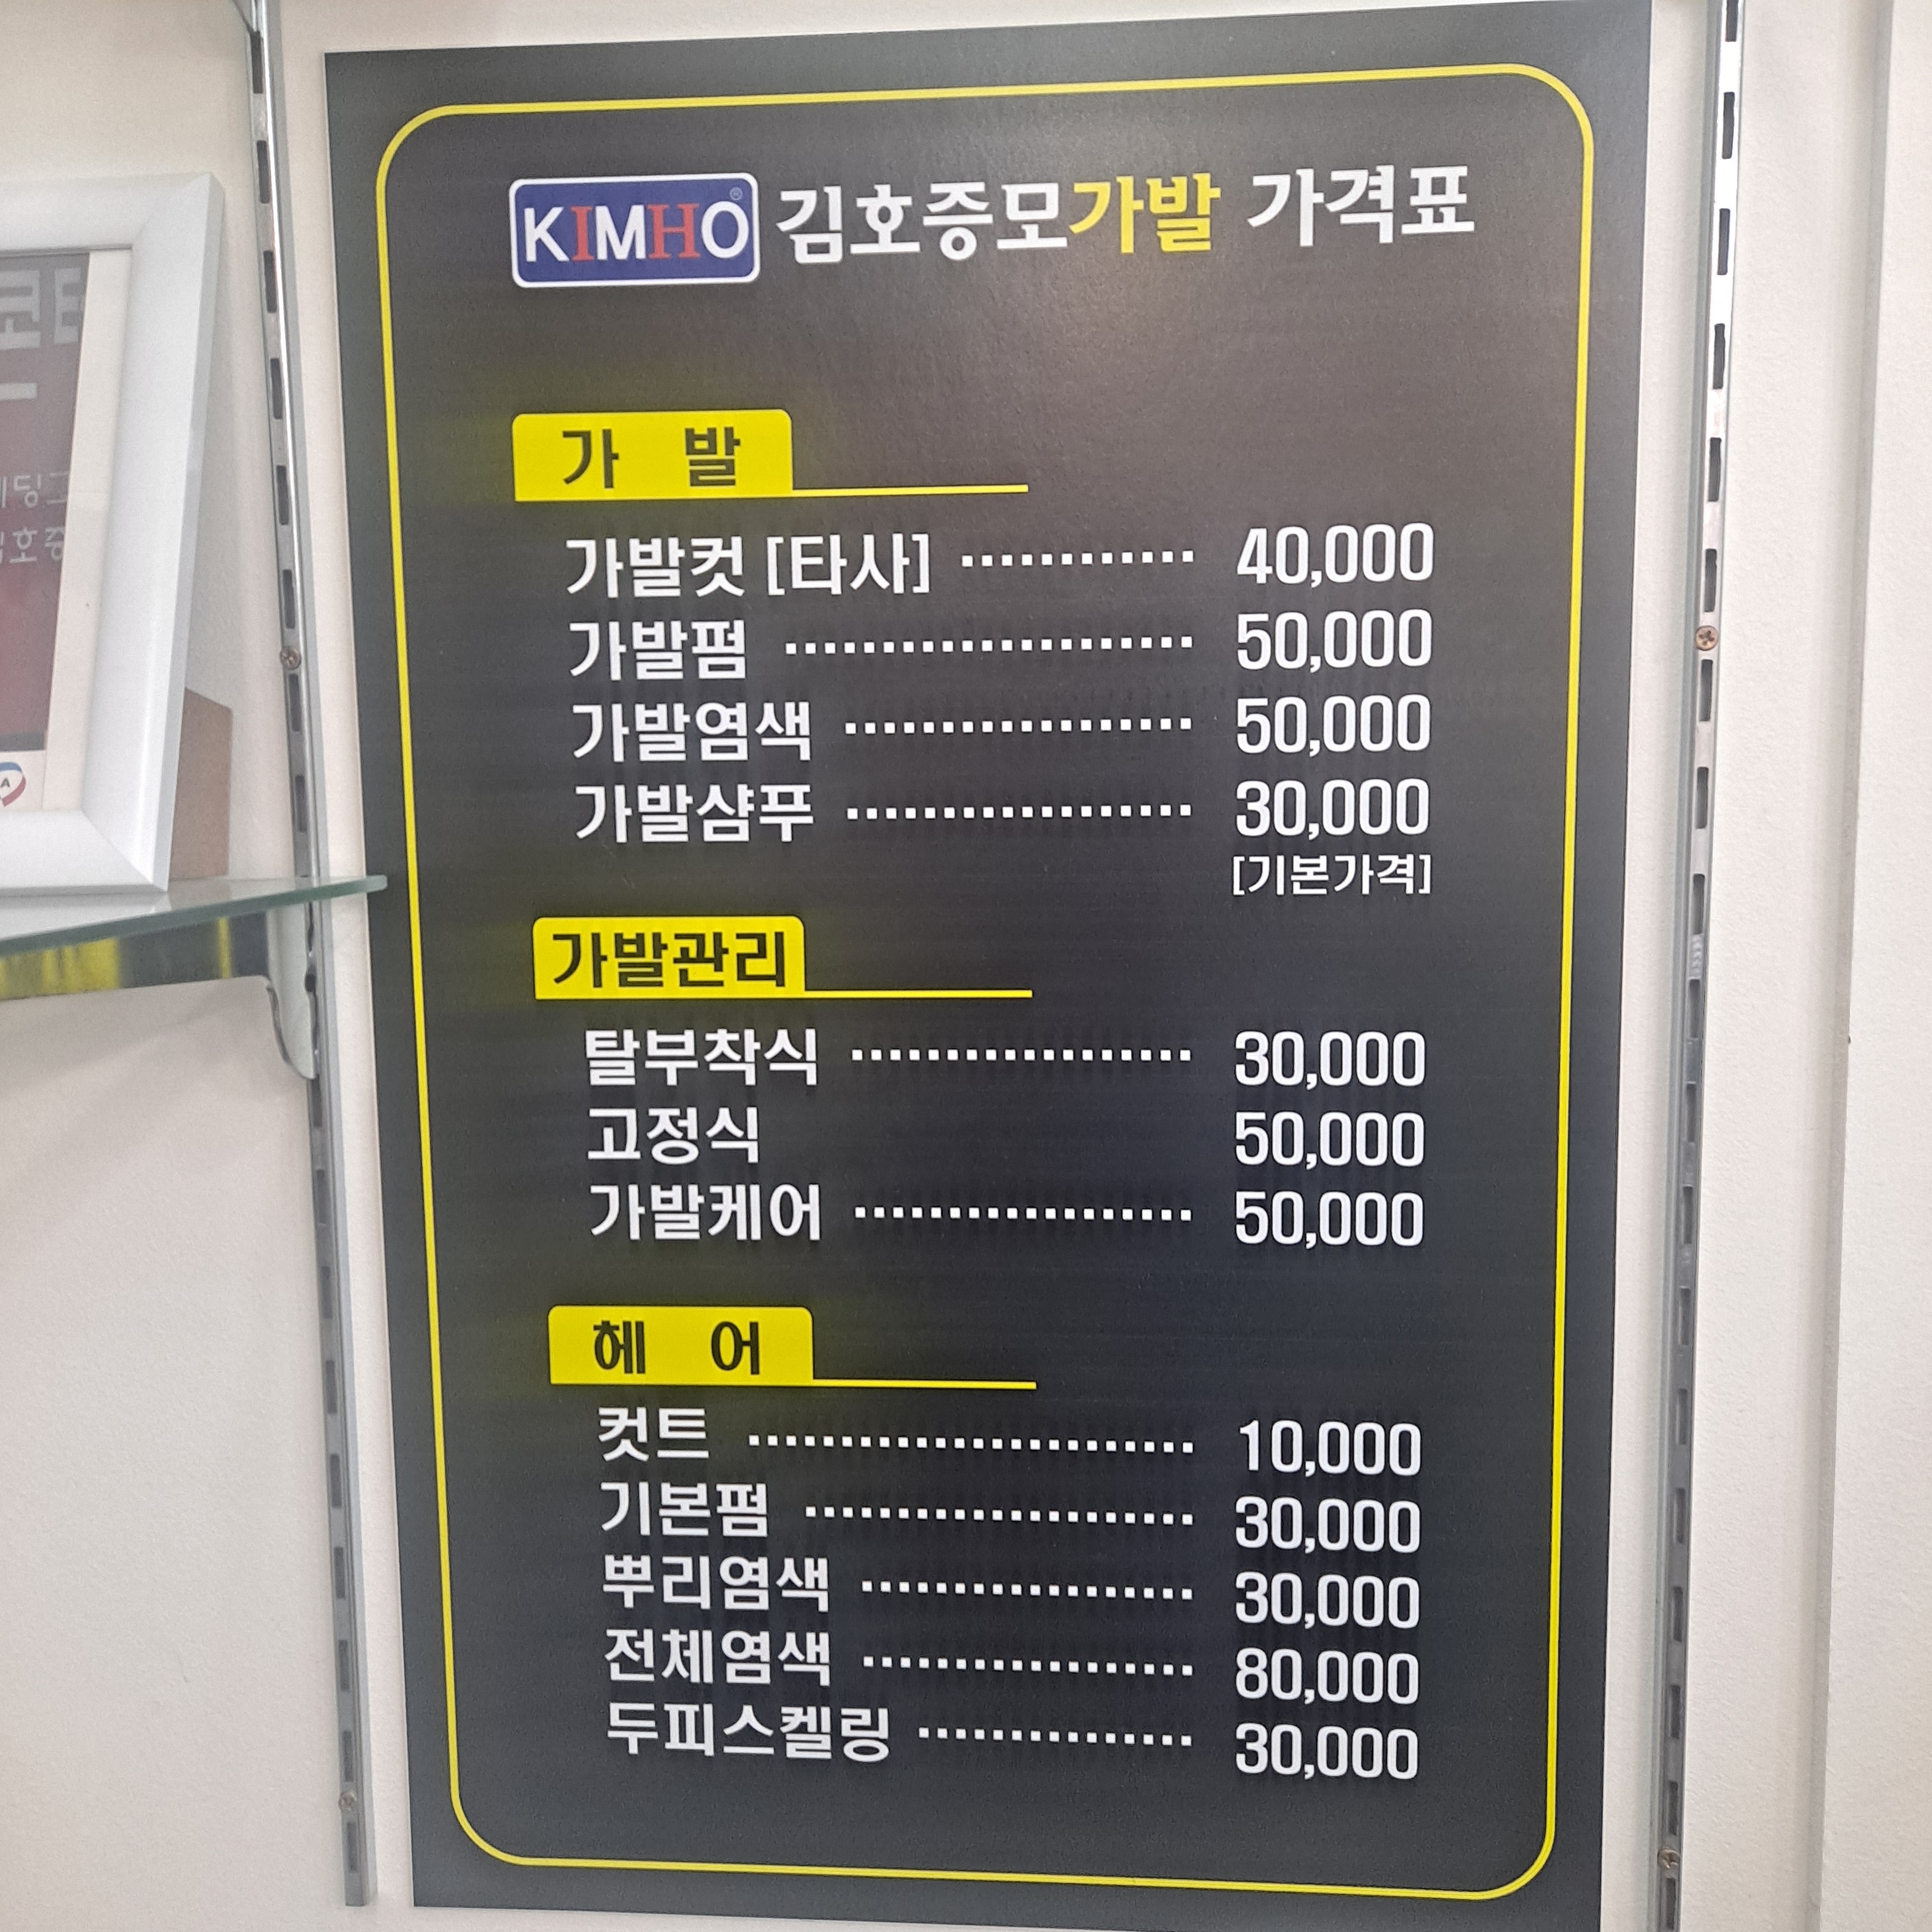 KIMHO® 김호증모가발 가격표
가 발
가발컷 [타사] ············ 40,000
가발펌 ····················· 50,000
가발염색 ·················· 50,000
가발샴푸 ·················· 30,000
[기본가격]
가발관리
탈부착식 ·················· 30,000
고정식 50,000
가발케어 ·················· 50,000
헤 어
컷트 ························ 10,000
기본펌 ····················· 30,000
뿌리염색 ·················· 30,000
전체염색 ·················· 80,000
두피스켈링 ··············· 30,000